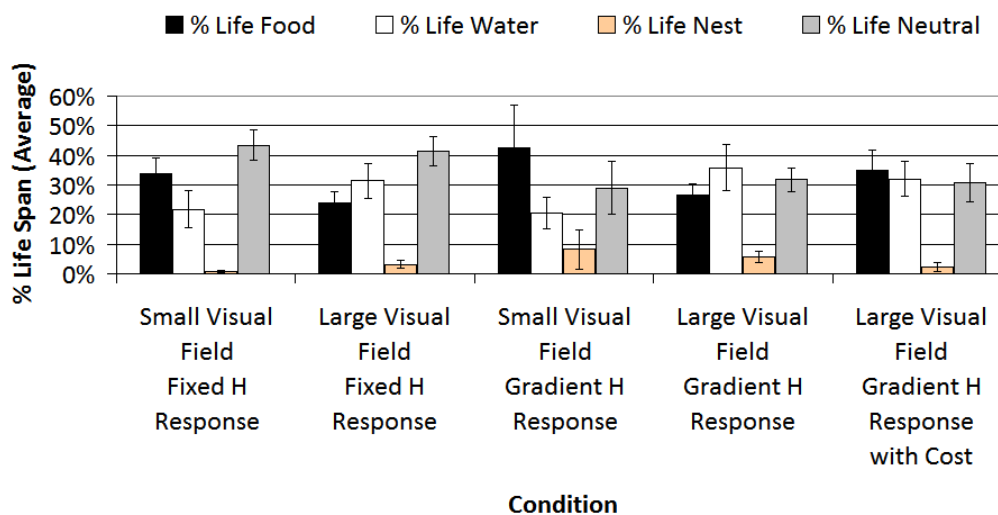 % Life Food % Life Water % Life Nest % Life Neutral
% Life Span (Average)
60%
50%
40%
30%
20%
10%
0%
Small Visual
Field
Fixed H
Response
Large Visual
Field
Fixed H
Response
Small Visual
Field
Gradient H
Response
Large Visual
Field
Gradient H
Response
Large Visual
Field
Gradient H
Response
with Cost
Condition